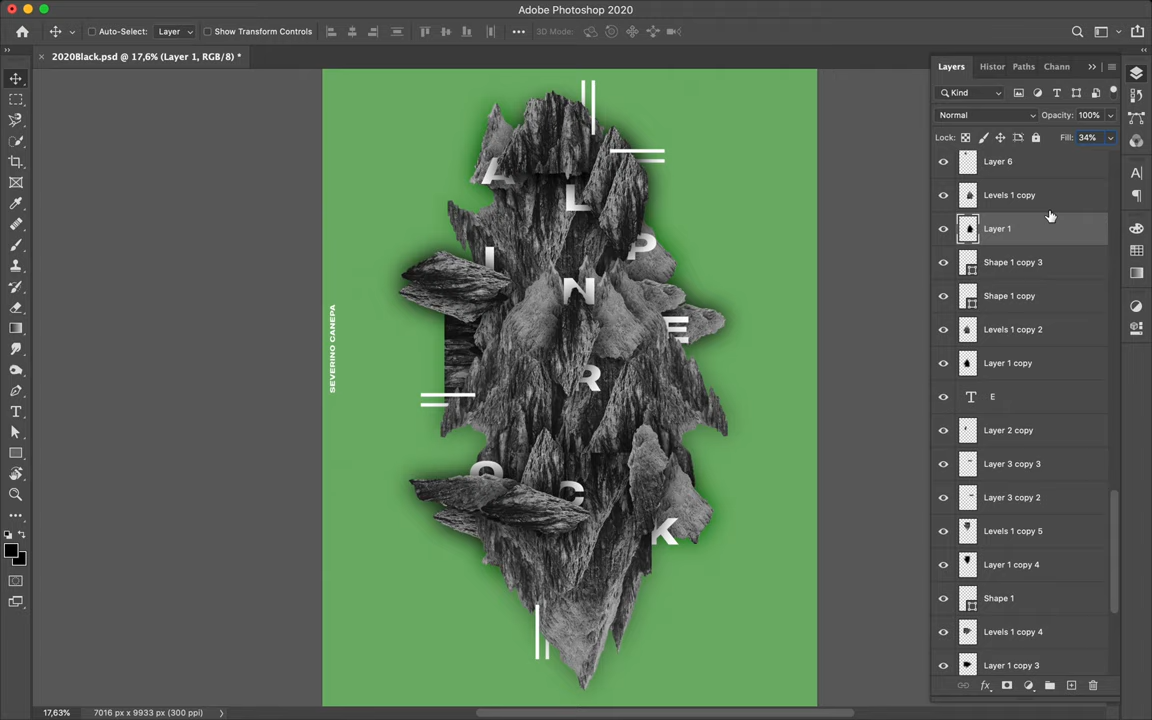 Adobe Photoshop 2020
Auto-Select: Layer Show Transform Controls 3D Mode:
2020Black.psd @ 17,6% (Layer 1, RGB/8) *
Layers Histor Paths Chann
Kind
Normal Opacity: 100%
Lock: Fill: 34%
Layer 6
Levels 1 copy
Layer 1
Shape 1 copy 3
Shape 1 copy
Levels 1 copy 2
Layer 1 copy
E
Layer 2 copy
Layer 3 copy 3
Layer 3 copy 2
Levels 1 copy 5
Layer 1 copy 4
Shape 1
Levels 1 copy 4
Layer 1 copy 3
A
L
P
I
N
E
R
O
C
K
SEVERINO CANEPA
17,63% 7016 px x 9933 px (300 ppi)